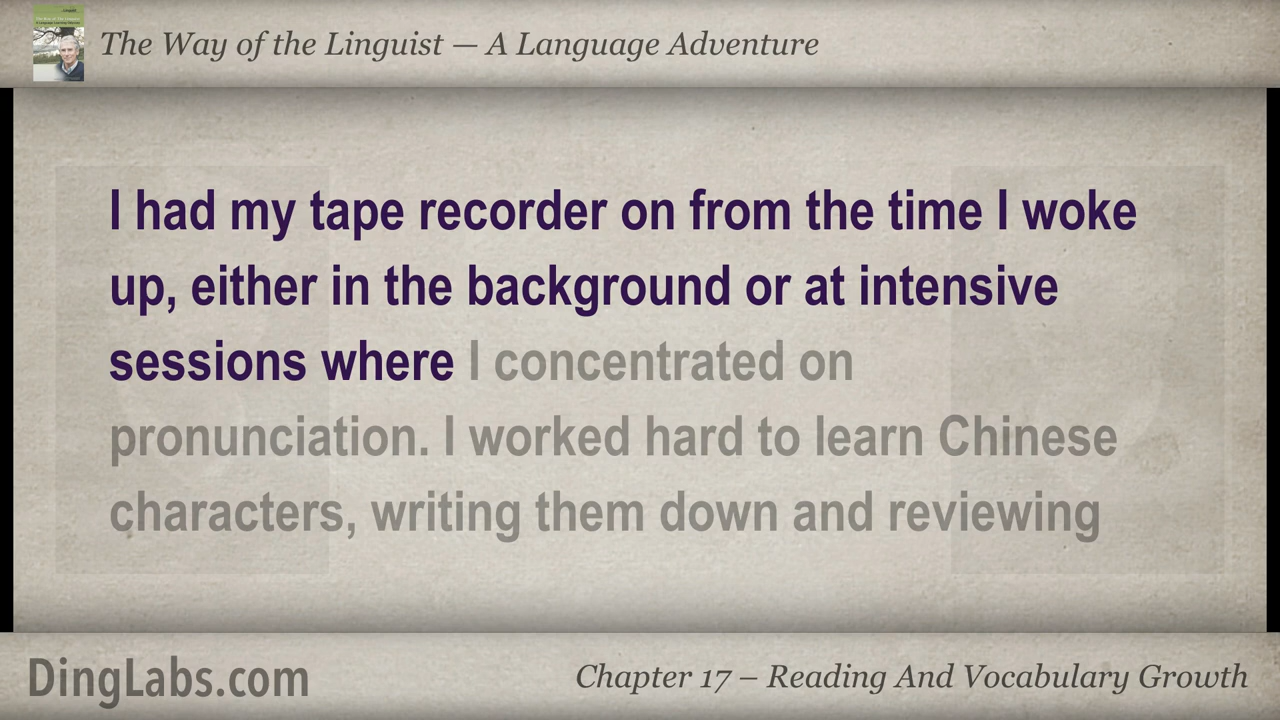 The Way of the Linguist — A Language Adventure
I had my tape recorder on from the time I woke
up, either in the background or at intensive
sessions where I concentrated on
pronunciation. I worked hard to learn Chinese
characters, writing them down and reviewing
DingLabs.com
Chapter 17 – Reading And Vocabulary Growth